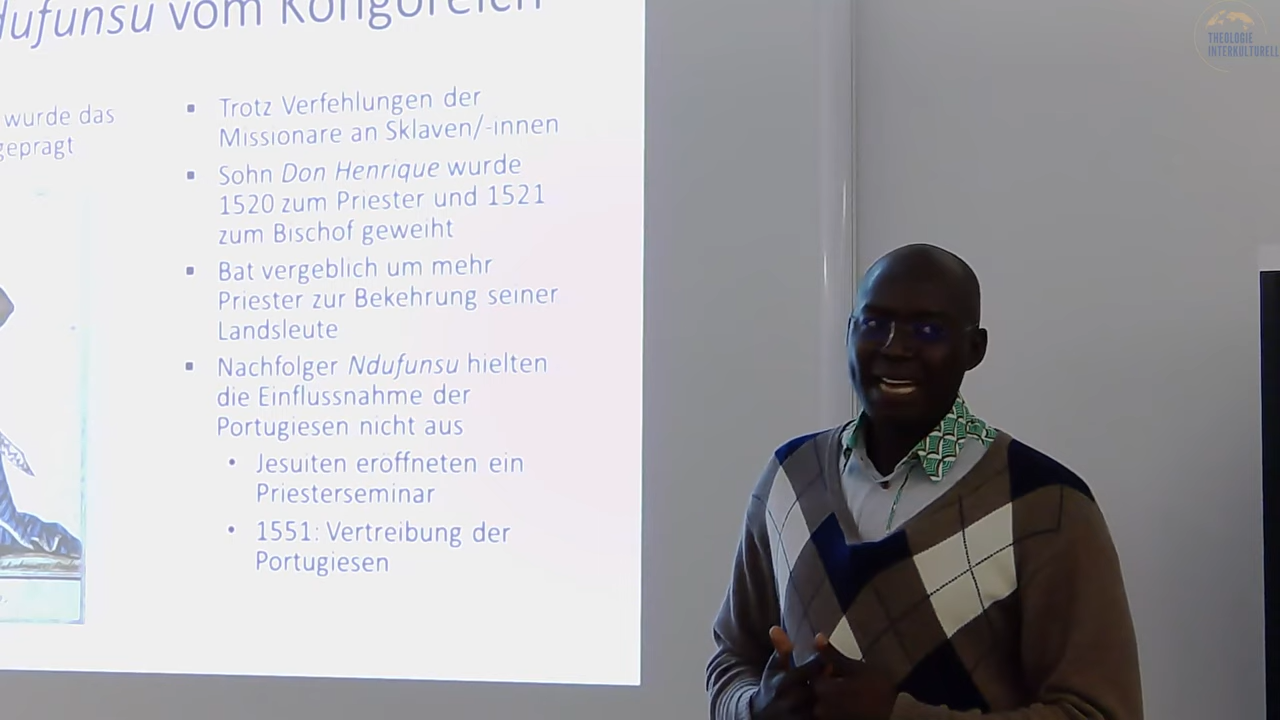 dufunsu vom Kongoreich
wurde das
gepragt
▪ Trotz Verfehlungen der
Missionare an Sklaven/-innen
▪ Sohn Don Henrique wurde
1520 zum Priester und 1521
zum Bischof geweiht
▪ Bat vergeblich um mehr
Priester zur Bekehrung seiner
Landsleute
▪ Nachfolger Ndufunsu hielten
die Einflussnahme der
Portugiesen nicht aus
• Jesuiten eröffneten ein
Priesterseminar
• 1551: Vertreibung der
Portugiesen
THEOLOGIE
INTERKULTURELL